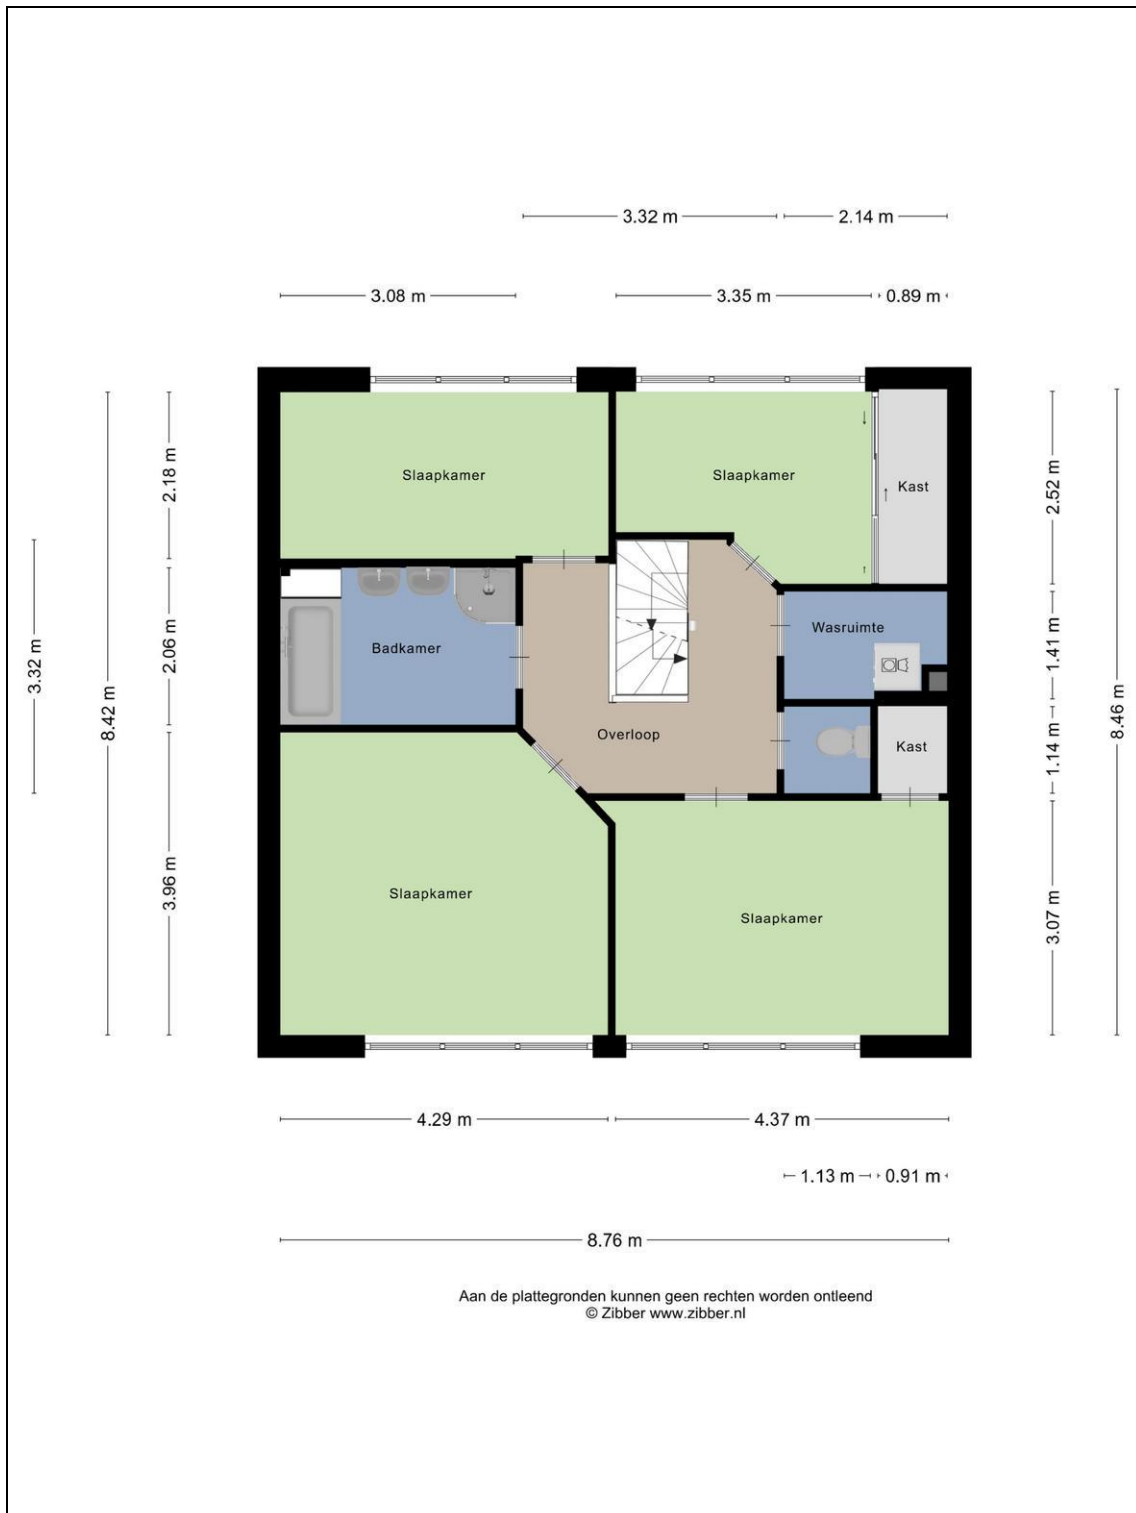 3.32 m
2.14 m
3.08 m
3.35 m
0.89 m
2.18 m
2.52 m
Slaapkamer
Slaapkamer
Kast
3.32 m
8.42 m
2.06 m
Badkamer
Wasruimte
1.41 m
8.46 m
Overloop
Kast
1.14 m
3.96 m
Slaapkamer
Slaapkamer
3.07 m
4.29 m
4.37 m
1.13 m
0.91 m
8.76 m
Aan de plattegronden kunnen geen rechten worden ontleend
© Zibber www.zibber.nl